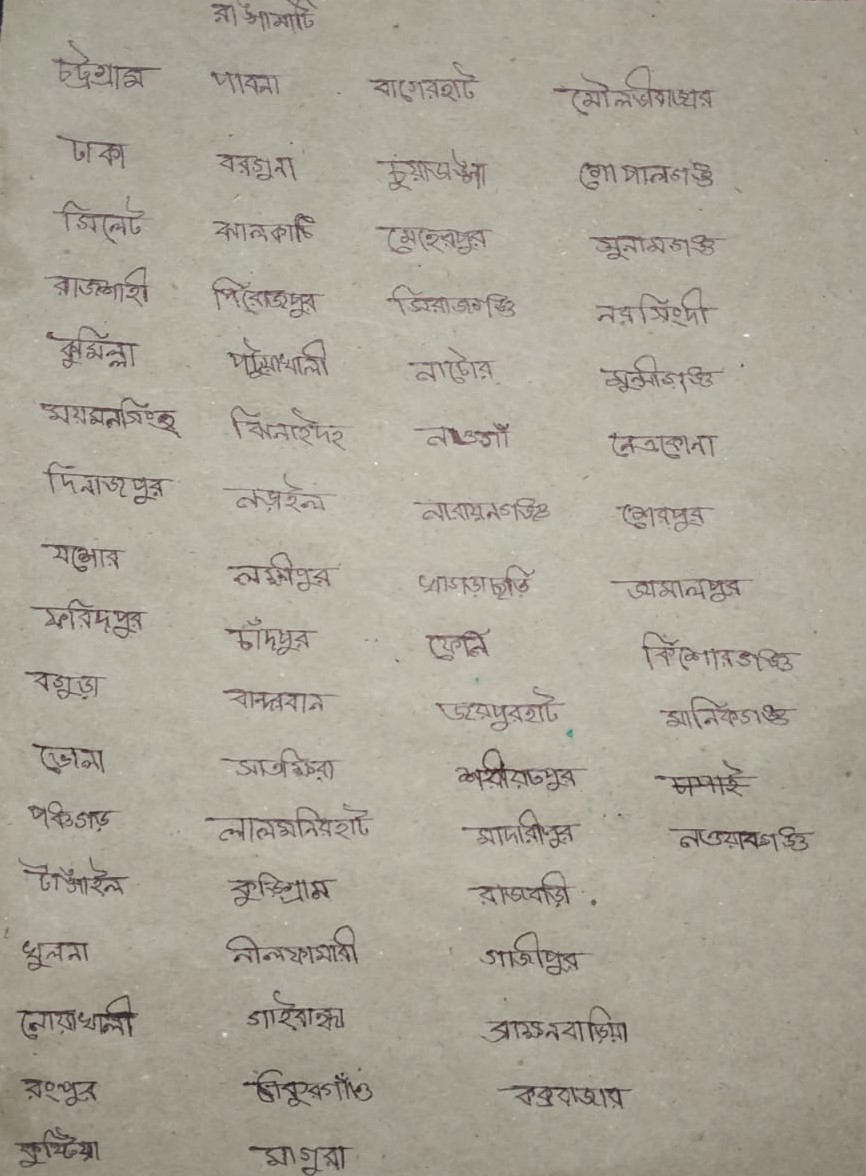 রাঙ্গামাটি
চট্টগ্রাম পাবনা বাগেরহাট মৌলভীবাজার
ঢাকা বরগুনা চুয়াডাঙ্গা গোপালগঞ্জ
সিলেট ঝালকাঠি মেহেরপুর সুনামগঞ্জ
রাজশাহী পিরোজপুর সিরাজগঞ্জ নরসিংদী
কুমিল্লা পটুয়াখালী নাটোর মুন্সীগঞ্জ
ময়মনসিংহ ঝিনাইদহ নওগাঁ নেত্রকোনা
দিনাজপুর নড়াইল নারায়নগঞ্জ শেরপুর
যশোর লক্ষ্মীপুর খাগড়াছড়ি জামালপুর
ফরিদপুর চাঁদপুর ফেনি কিশোরগঞ্জ
বগুড়া বান্দরবান জয়পুরহাট মানিকগঞ্জ
ভোলা সাতক্ষিরা শরীয়তপুর চাপাই
পঞ্চগড় লালমনিরহাট মাদারীপুর নওয়াবগঞ্জ
টাঙ্গাইল কুড়িগ্রাম রাজবাড়ী
খুলনা নীলফামারী গাজীপুর
নোয়াখালী গাইবান্ধা ব্রাহ্মনবাড়িয়া
রংপুর ঠাকুরগাঁও কক্সবাজার
কুষ্টিয়া মাগুরা